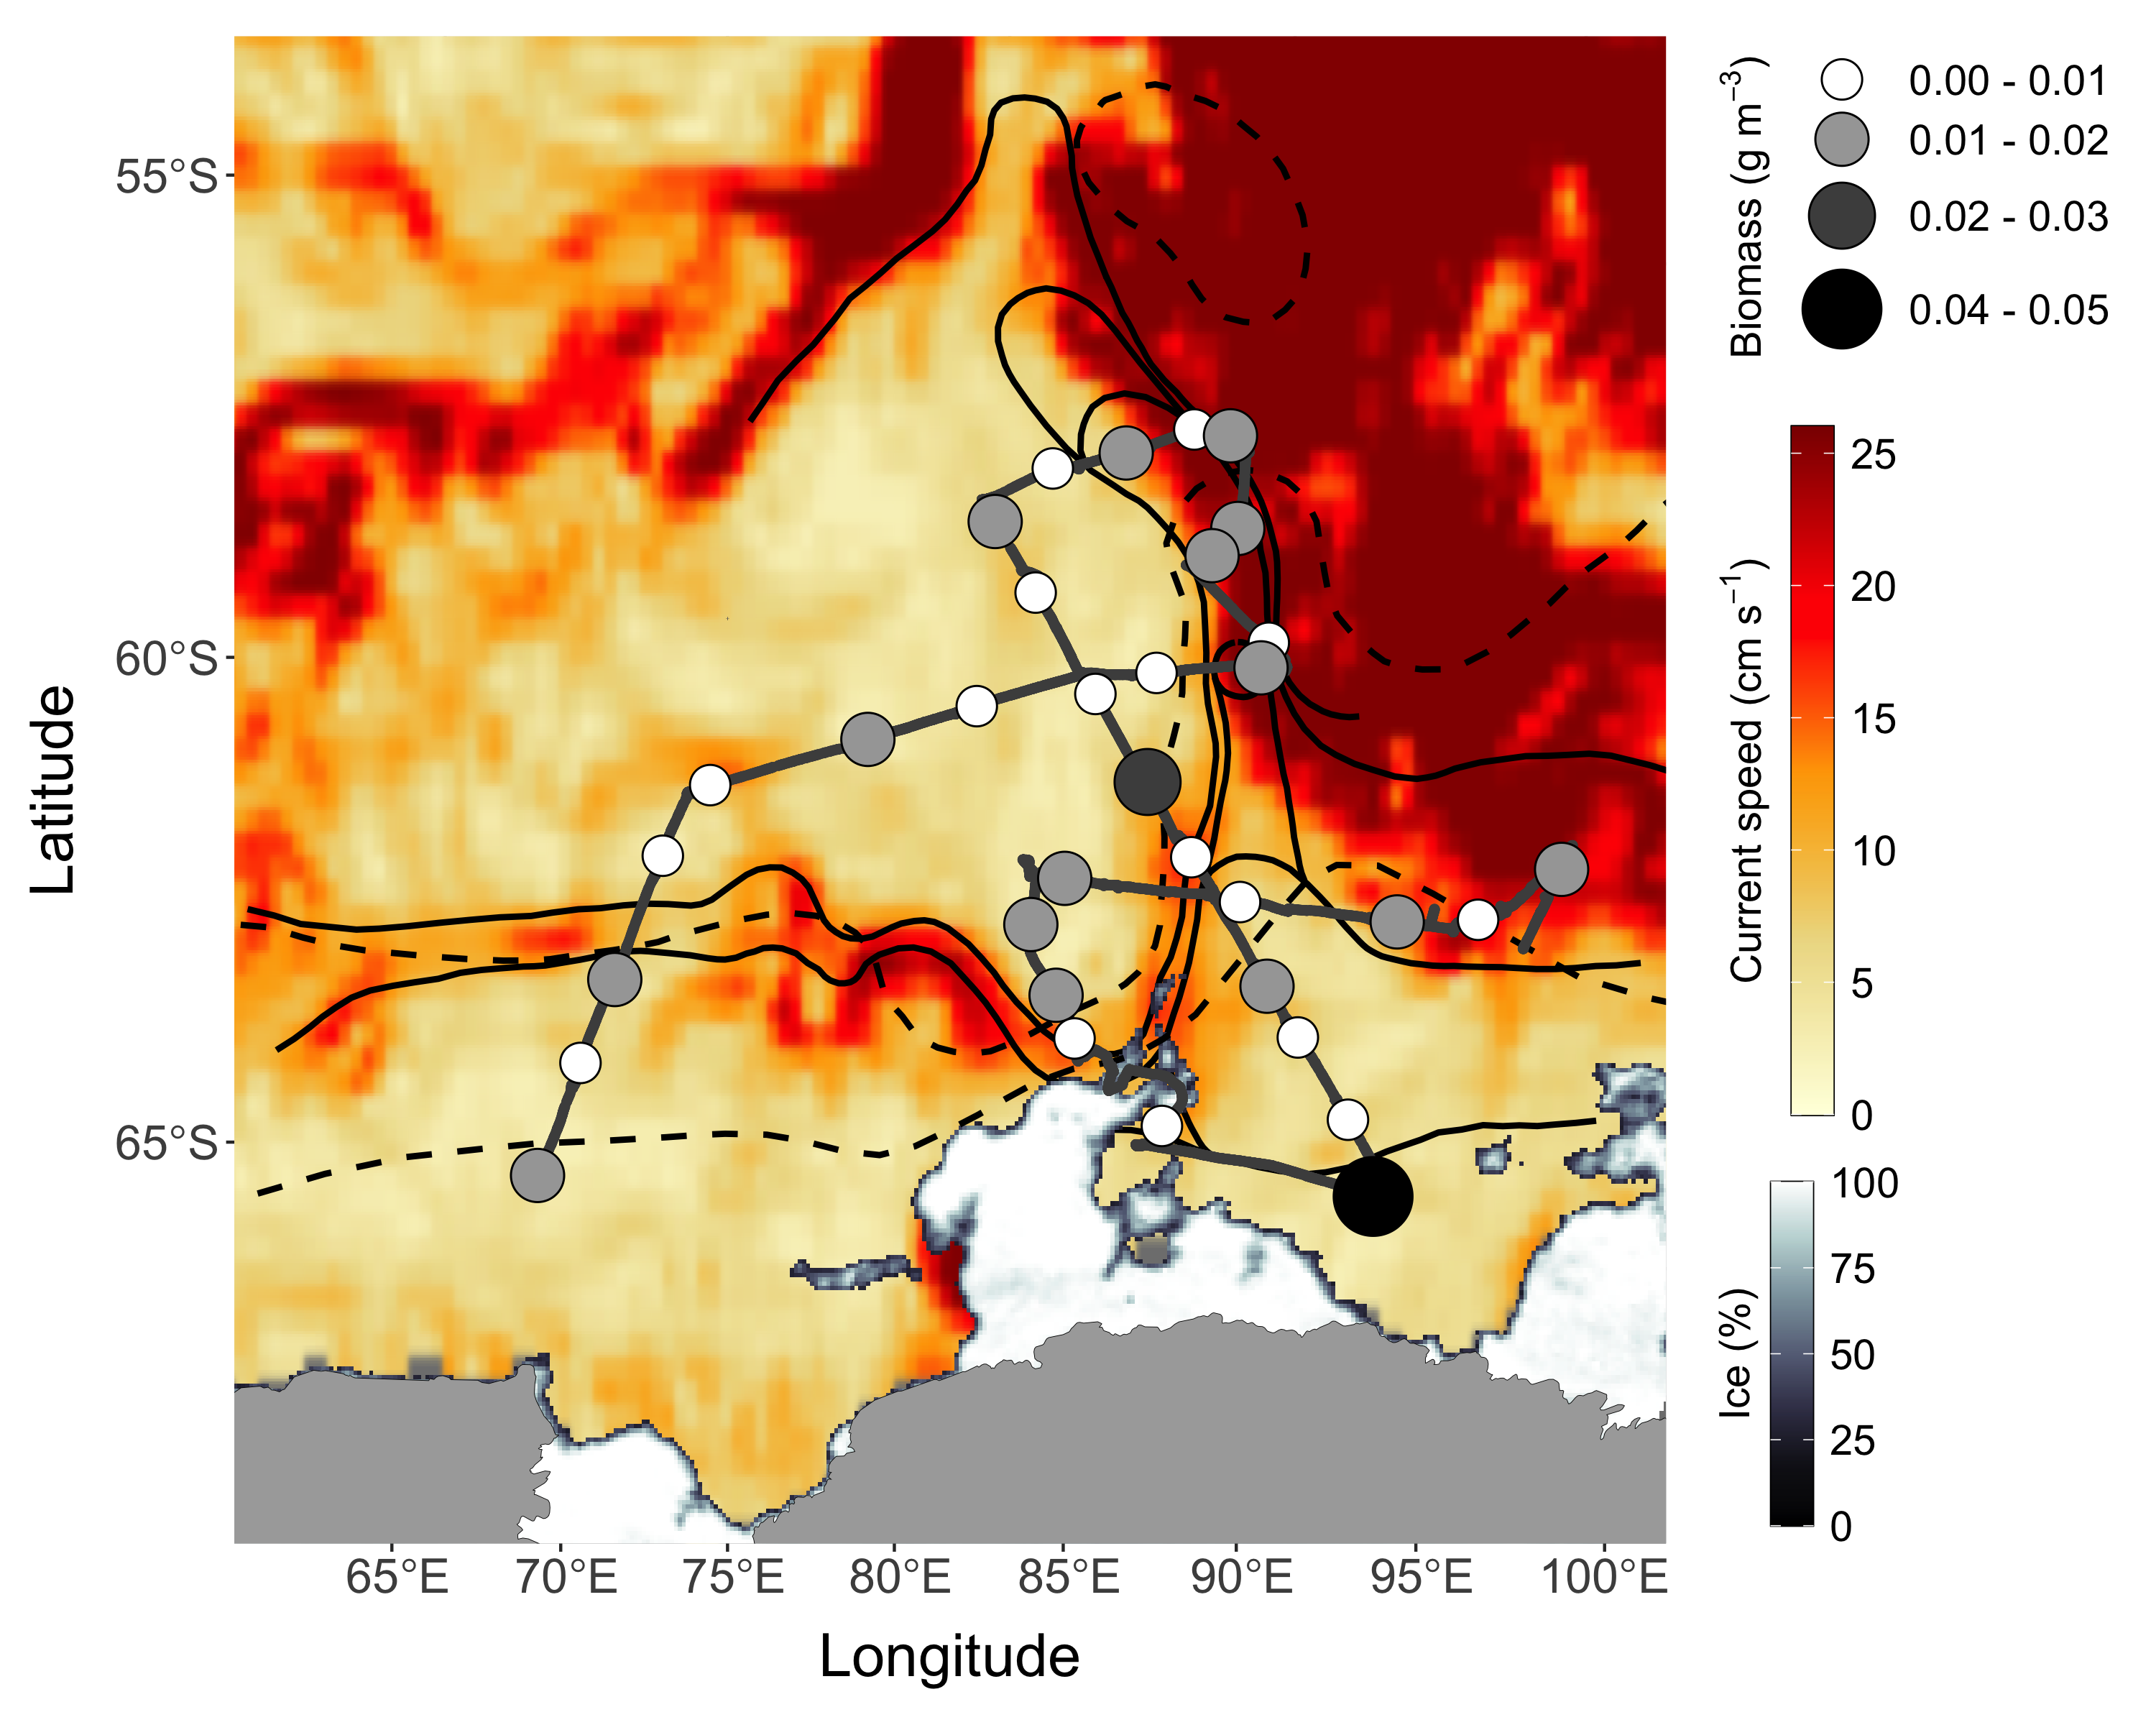 Latitude
55°S
60°S
65°S
65°E 70°E 75°E 80°E 85°E 90°E 95°E 100°E
Longitude
Biomass (g m⁻³)
0.00 - 0.01
0.01 - 0.02
0.02 - 0.03
0.04 - 0.05
Current speed (cm s⁻¹)
25
20
15
10
5
0
Ice (%)
100
75
50
25
0